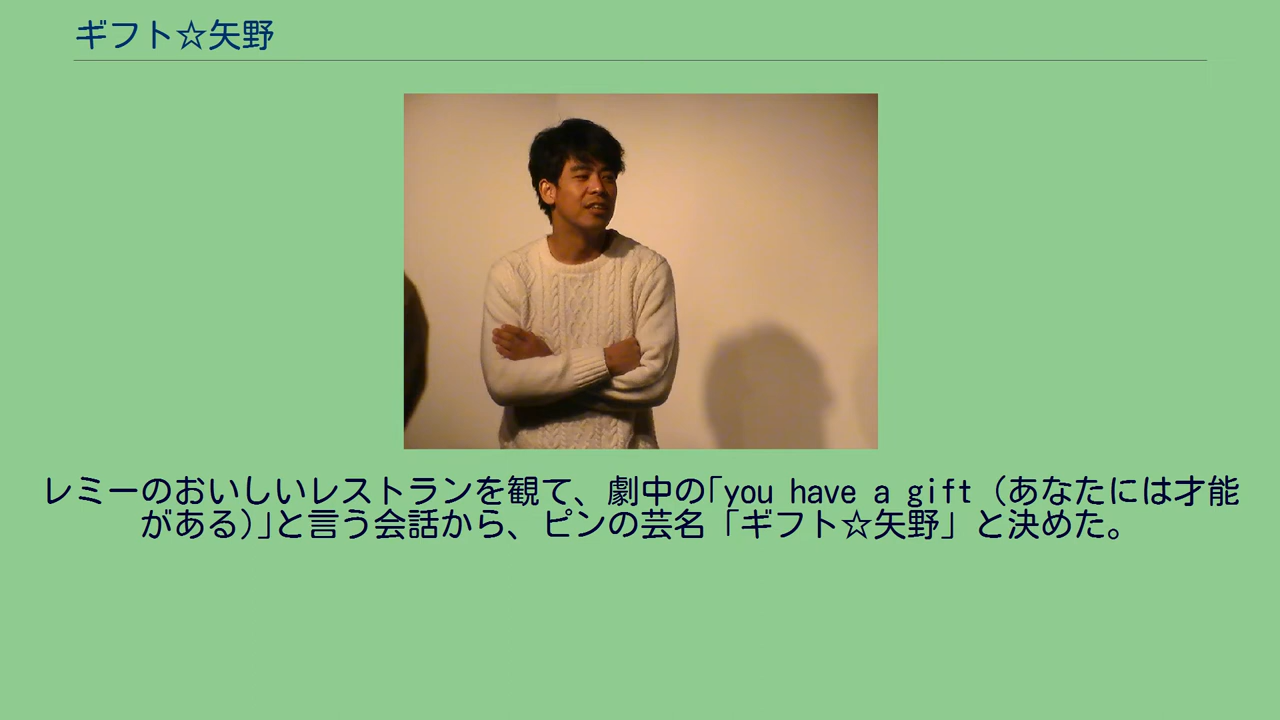 ギフト☆矢野
レミーのおいしいレストランを観て、劇中の｢you have a gift (あなたには才能
がある)｣と言う会話から、ピンの芸名「ギフト☆矢野」と決めた。